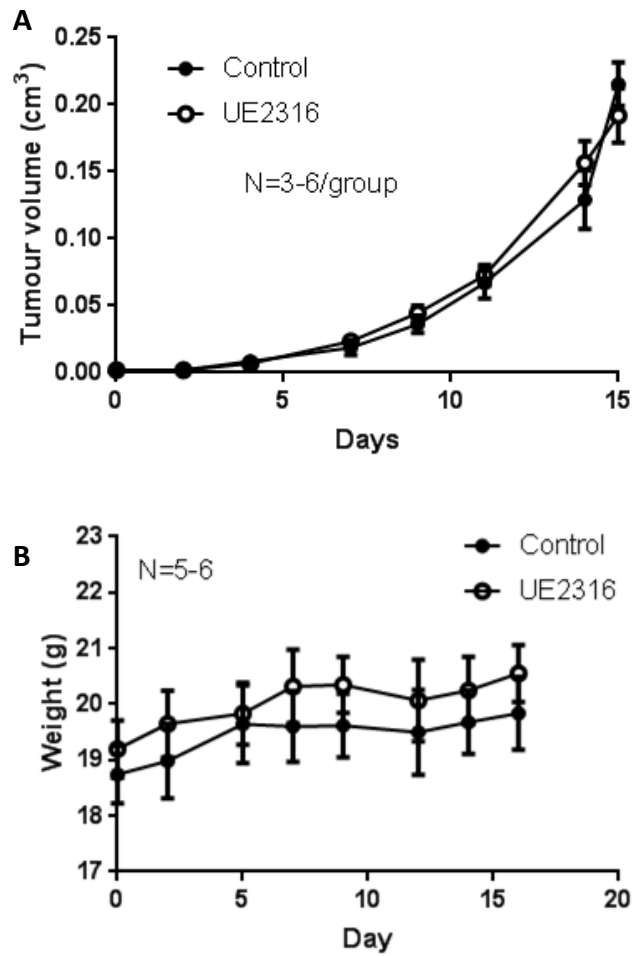 A
Tumour volume (cm³)
0.25
0.20
0.15
0.10
0.05
0.00
Control
UE2316
N=3-6/group
0 5 10 15
Days
B
Weight (g)
23
22
21
20
19
18
17
N=5-6
Control
UE2316
0 5 10 15 20
Day